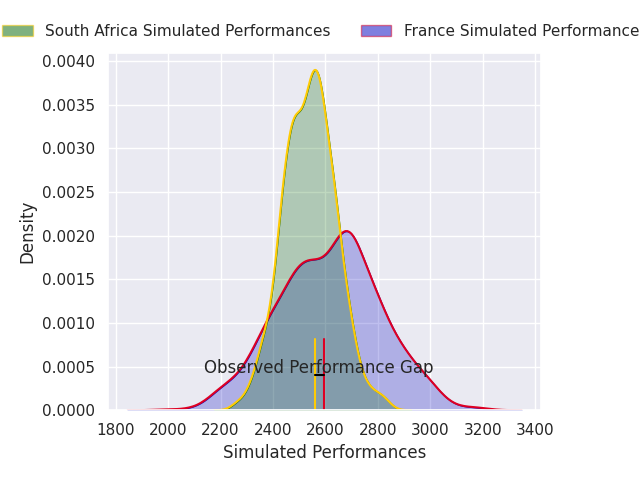 South Africa Simulated Performances France Simulated Performance
0.0040
0.0035
0.0030
0.0025
0.0020
0.0015
0.0010
0.0005
0.0000
Density
Observed Performance Gap
1800 2000 2200 2400 2600 2800 3000 3200 3400
Simulated Performances